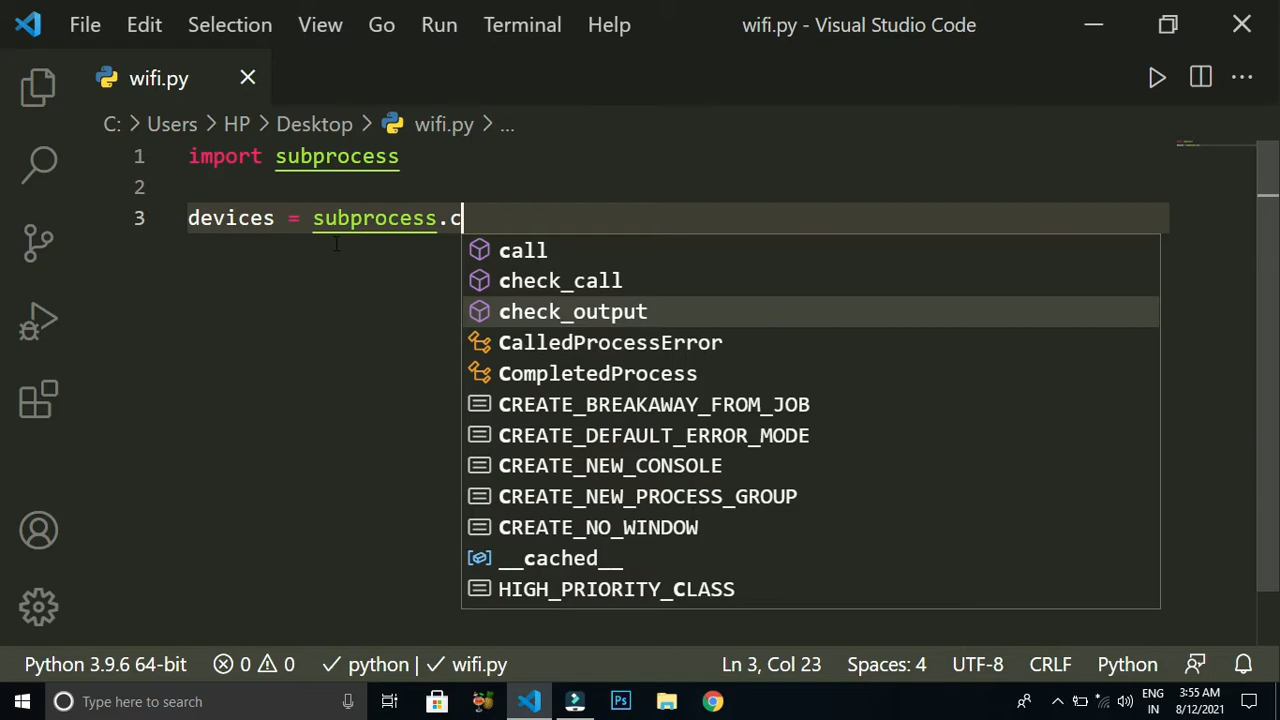 File Edit Selection View Go Run Terminal Help wifi.py - Visual Studio Code
wifi.py
C: > Users > HP > Desktop > wifi.py > ...
1 import subprocess
2
3 devices = subprocess.c
call
check_call
check_output
CalledProcessError
CompletedProcess
CREATE_BREAKAWAY_FROM_JOB
CREATE_DEFAULT_ERROR_MODE
CREATE_NEW_CONSOLE
CREATE_NEW_PROCESS_GROUP
CREATE_NO_WINDOW
__cached__
HIGH_PRIORITY_CLASS
Python 3.9.6 64-bit 0 0 python | wifi.py Ln 3, Col 23 Spaces: 4 UTF-8 CRLF Python
Type here to search Ps ENG IN 3:55 AM 8/12/2021